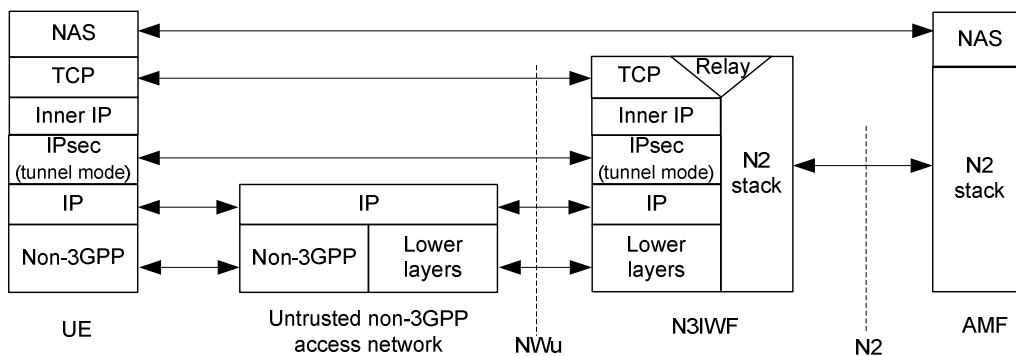 NAS
NAS
TCP
TCP
Relay
Inner IP
Inner IP
IPsec
(tunnel mode)
IPsec
(tunnel mode)
N2
stack
N2
stack
IP
IP
IP
Non-3GPP
Non-3GPP
Lower
layers
Lower
layers
UE
Untrusted non-3GPP
access network
NWu
N3IWF
N2
AMF